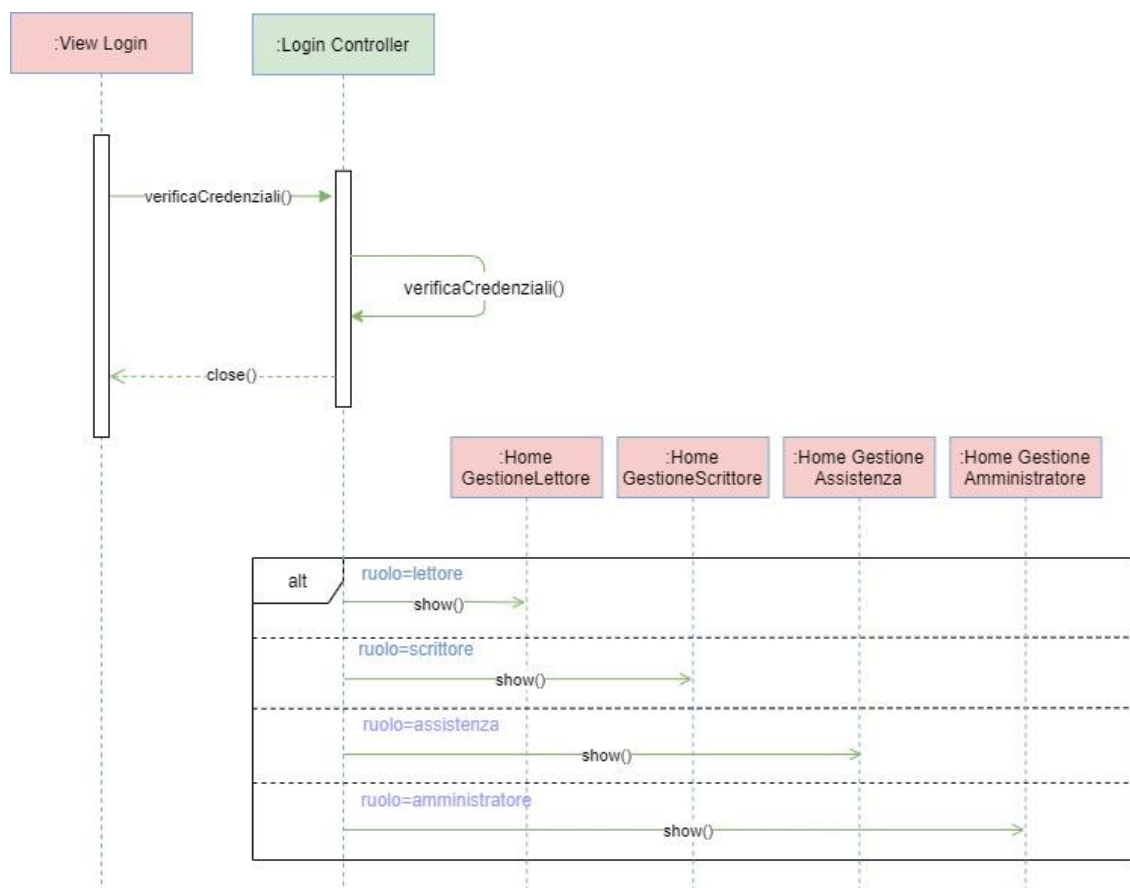 :View Login
:Login Controller
verificaCredenziali()
verificaCredenziali()
close()
:Home
GestioneLettore
:Home
GestioneScrittore
:Home Gestione
Assistenza
:Home Gestione
Amministratore
alt
ruolo=lettore
show()
ruolo=scrittore
show()
ruolo=assistenza
show()
ruolo=amministratore
show()